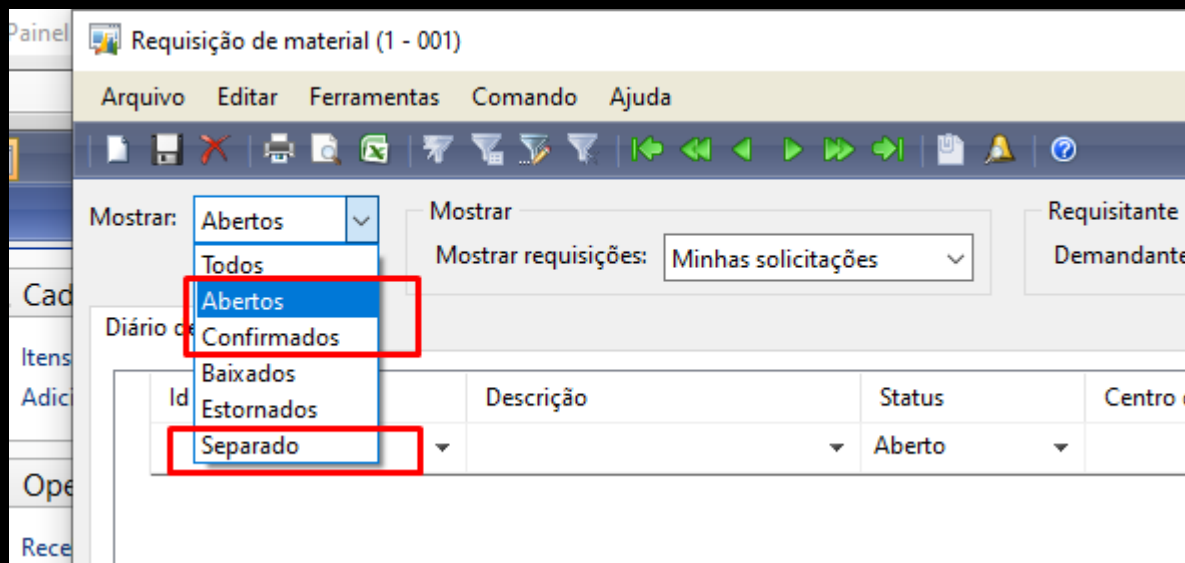 Painel
Requisição de material (1 - 001)
Arquivo Editar Ferramentas Comando Ajuda
Mostrar: Abertos
Mostrar
Mostrar requisições: Minhas solicitações
Requisitante
Demandante
Todos
Abertos
Confirmados
Baixados
Estornados
Separado
Cad
Itens
Adici
Ope
Rece
Diário de
Id Descrição Status Centro
Aberto